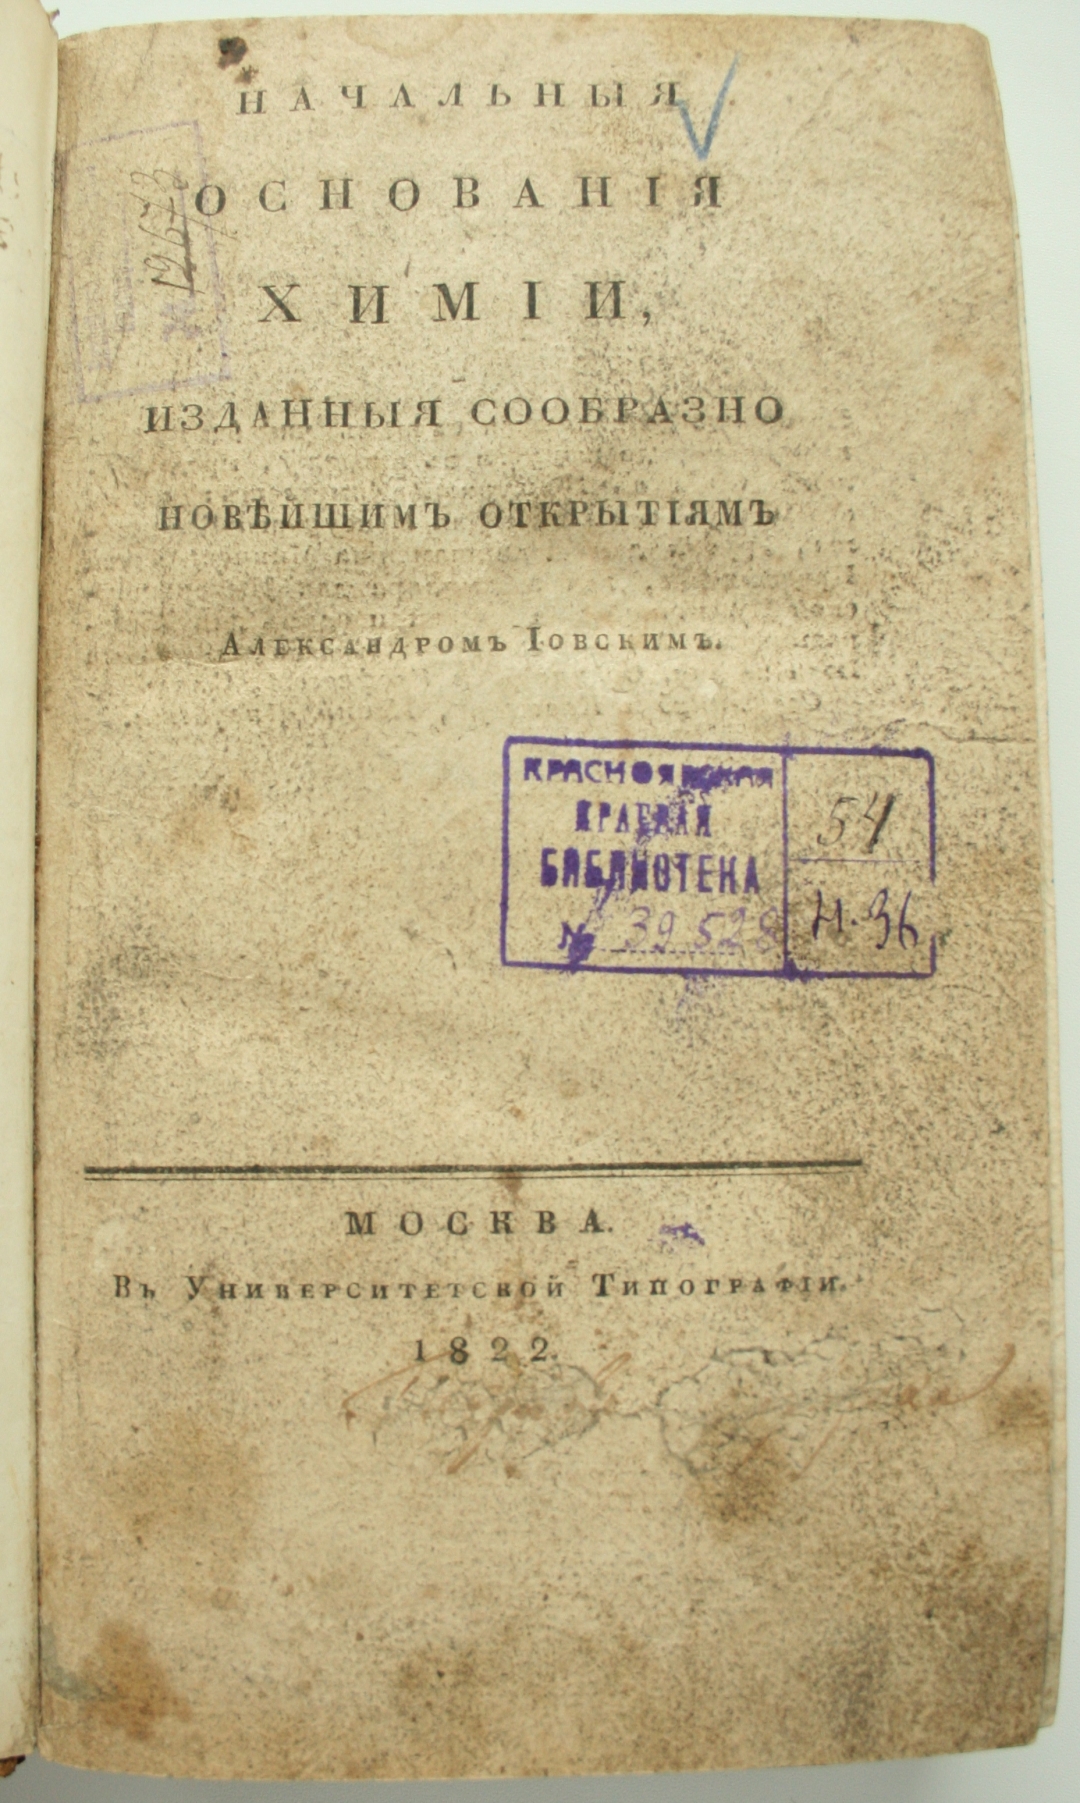 НАЧАЛЬНЫЯ
ОСНОВАНІЯ
ХИМІИ,
ИЗДАННЫЯ СООБРАЗНО
НОВѢЙШИМЪ ОТКРЫТІЯМЪ
АЛЕКСАНДРОМЪ ІОВСКИМЪ.
КРАСНОЯРСКАЯ
КРАЕВАЯ
БИБЛИОТЕКА
№ 39528
54
Н-36
12673
МОСКВА.
ВЪ УНИВЕРСИТЕТСКОЙ ТИПОГРАФІИ.
1822.